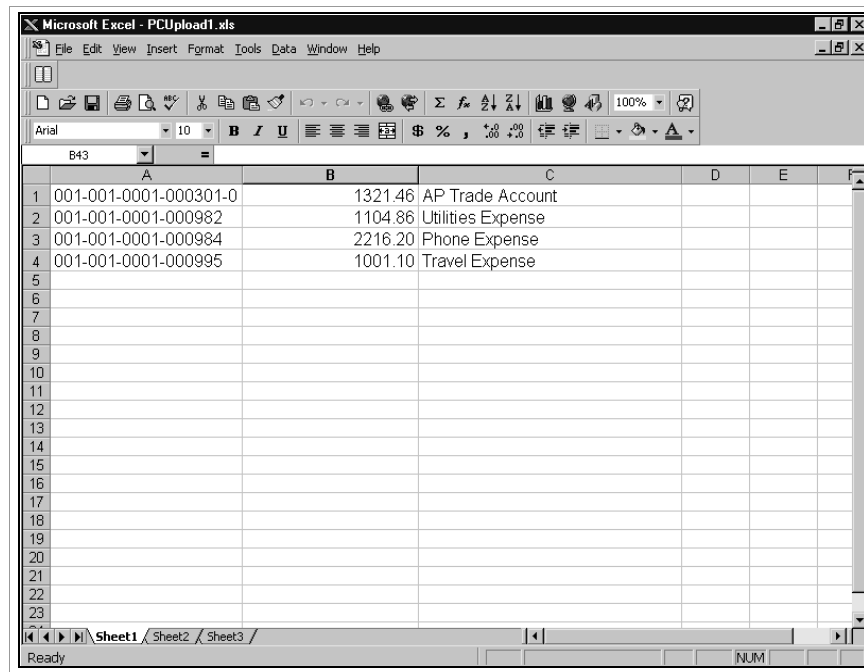 Microsoft Excel - PCUpload1.xls
File Edit View Insert Format Tools Data Window Help
100%
Arial 10 B I U $ % , .00 .00
B43 =
A B C D E F
1 001-001-0001-000301-0 1321.46 AP Trade Account
2 001-001-0001-000982 1104.86 Utilities Expense
3 001-001-0001-000984 2216.20 Phone Expense
4 001-001-0001-000995 1001.10 Travel Expense
5
6
7
8
9
10
11
12
13
14
15
16
17
18
19
20
21
22
23
Sheet1 Sheet2 Sheet3
Ready NUM